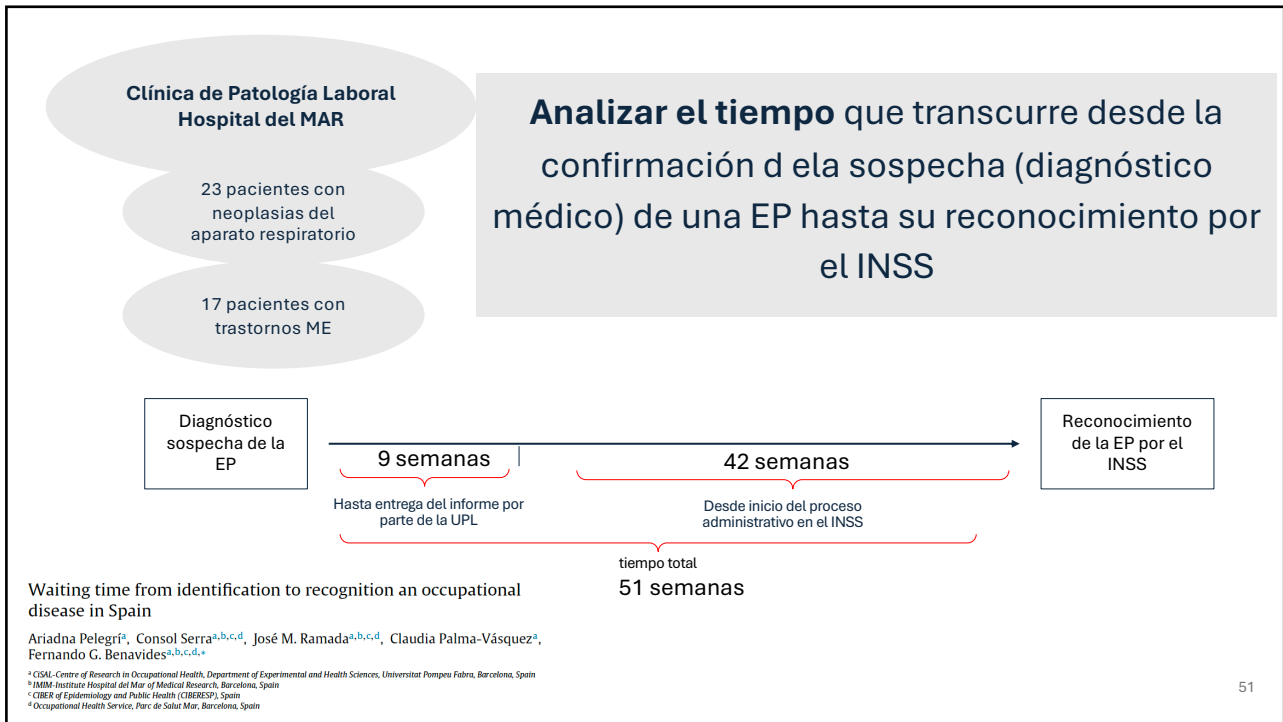 Clínica de Patología Laboral
Hospital del MAR
23 pacientes con
neoplasias del
aparato respiratorio
17 pacientes con
trastornos ME
Analizar el tiempo que transcurre desde la
confirmación d ela sospecha (diagnóstico
médico) de una EP hasta su reconocimiento por
el INSS
Diagnóstico
sospecha de la
EP
9 semanas
42 semanas
Reconocimiento
de la EP por el
INSS
Hasta entrega del informe por
parte de la UPL
Desde inicio del proceso
administrativo en el INSS
tiempo total
51 semanas
Waiting time from identification to recognition an occupational
disease in Spain
Ariadna Pelegrí a, Consol Serra a,b,c,d, José M. Ramada a,b,c,d, Claudia Palma-Vásquez a,
Fernando G. Benavides a,b,c,d,*
a CiSAL-Centre of Research in Occupational Health, Department of Experimental and Health Sciences, Universitat Pompeu Fabra, Barcelona, Spain
b IMIM-Institute Hospital del Mar of Medical Research, Barcelona, Spain
c CIBER of Epidemiology and Public Health (CIBERESP), Spain
d Occupational Health Service, Parc de Salut Mar, Barcelona, Spain
51